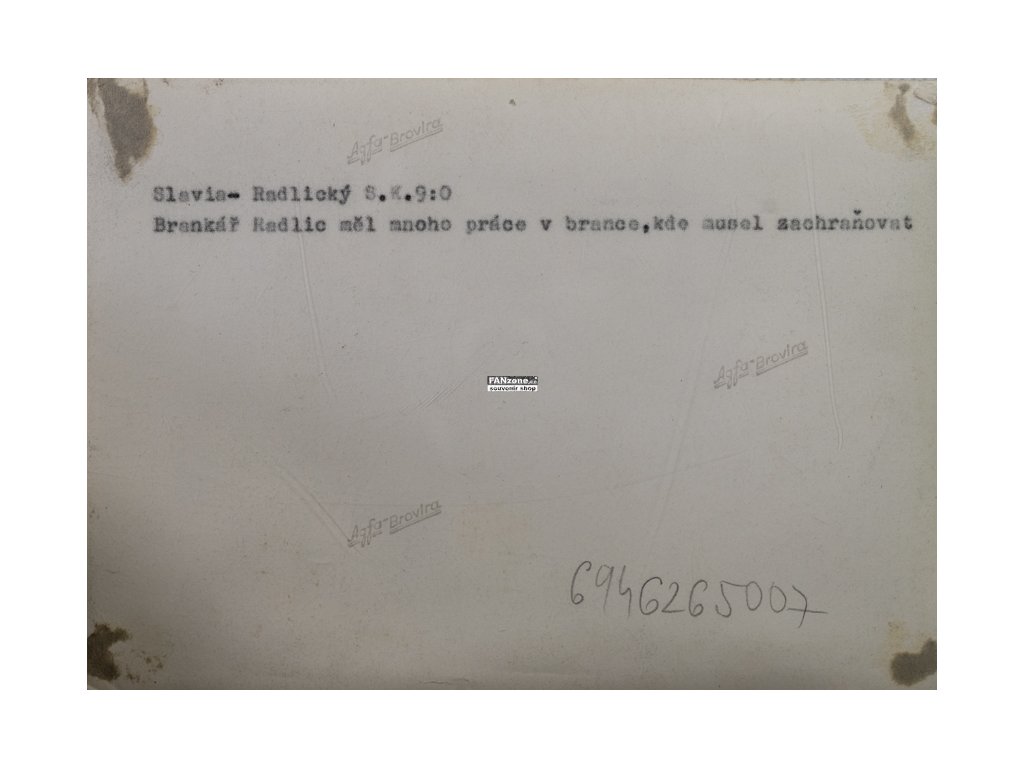 Agfa-Brovira
Slavia- Radlický S.K.9:0
Brankář Radlic měl mnoho práce v brance,kde musel zachraňovat
Agfa-Brovira
FANzone.cz
souvenir shop
Agfa-Brovira
6946265007